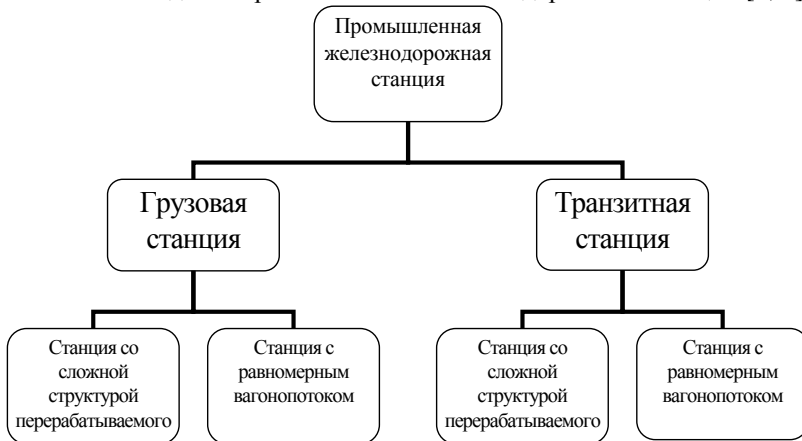 Промышленная
железнодорожная
станция
Грузовая
станция
Транзитная
станция
Станция со
сложной
структурой
перерабатываемого
Станция с
равномерным
вагонопотоком
Станция со
сложной
структурой
перерабатываемого
Станция с
равномерным
вагонопотоком